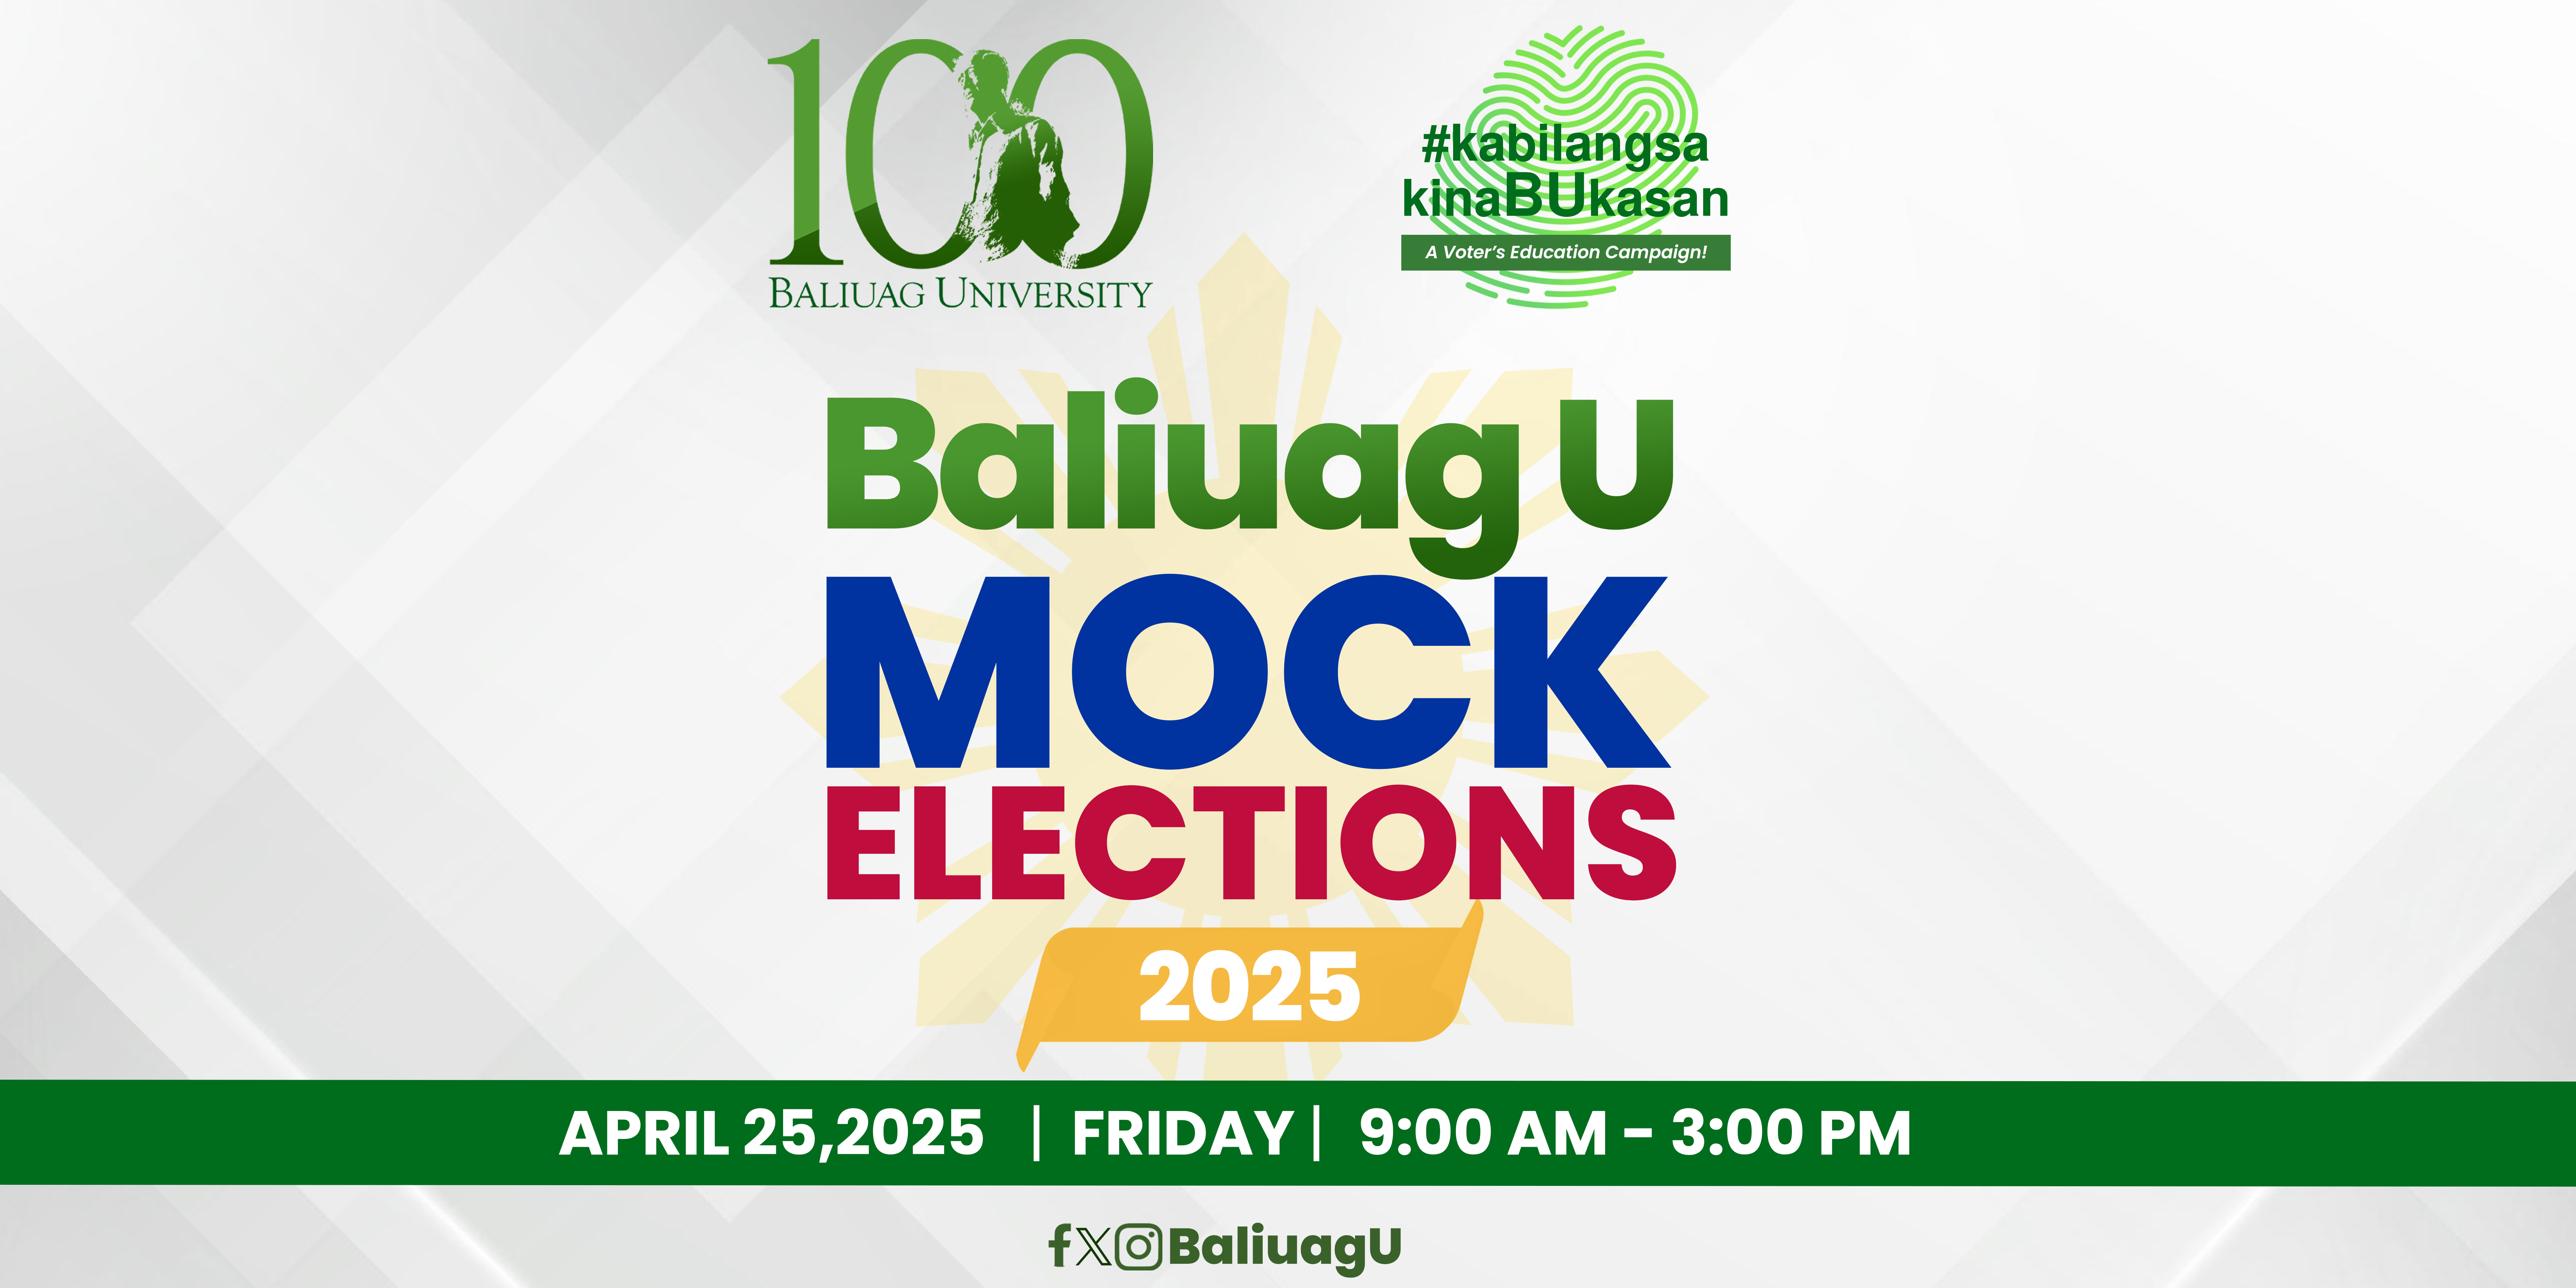 100
BALIUAG UNIVERSITY
#kabilangsa
kinaBUkasan
A Voter's Education Campaign!
Baliuag U
MOCK
ELECTIONS
2025
APRIL 25,2025 | FRIDAY | 9:00 AM - 3:00 PM
BaliuagU